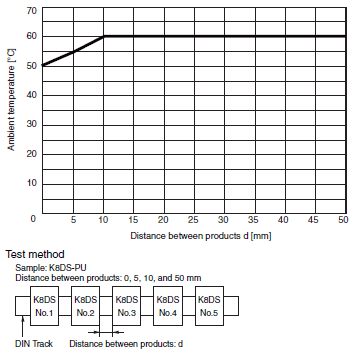 70
60
50
40
30
20
10
0
Ambient temperature [°C]
5 10 15 20 25 30 35 40 45 50
Distance between products d [mm]
Test method
Sample: K8DS-PU
Distance between products: 0, 5, 10, and 50 mm
K8DS K8DS K8DS K8DS K8DS
No.1 No.2 No.3 No.4 No.5
DIN Track Distance between products: d